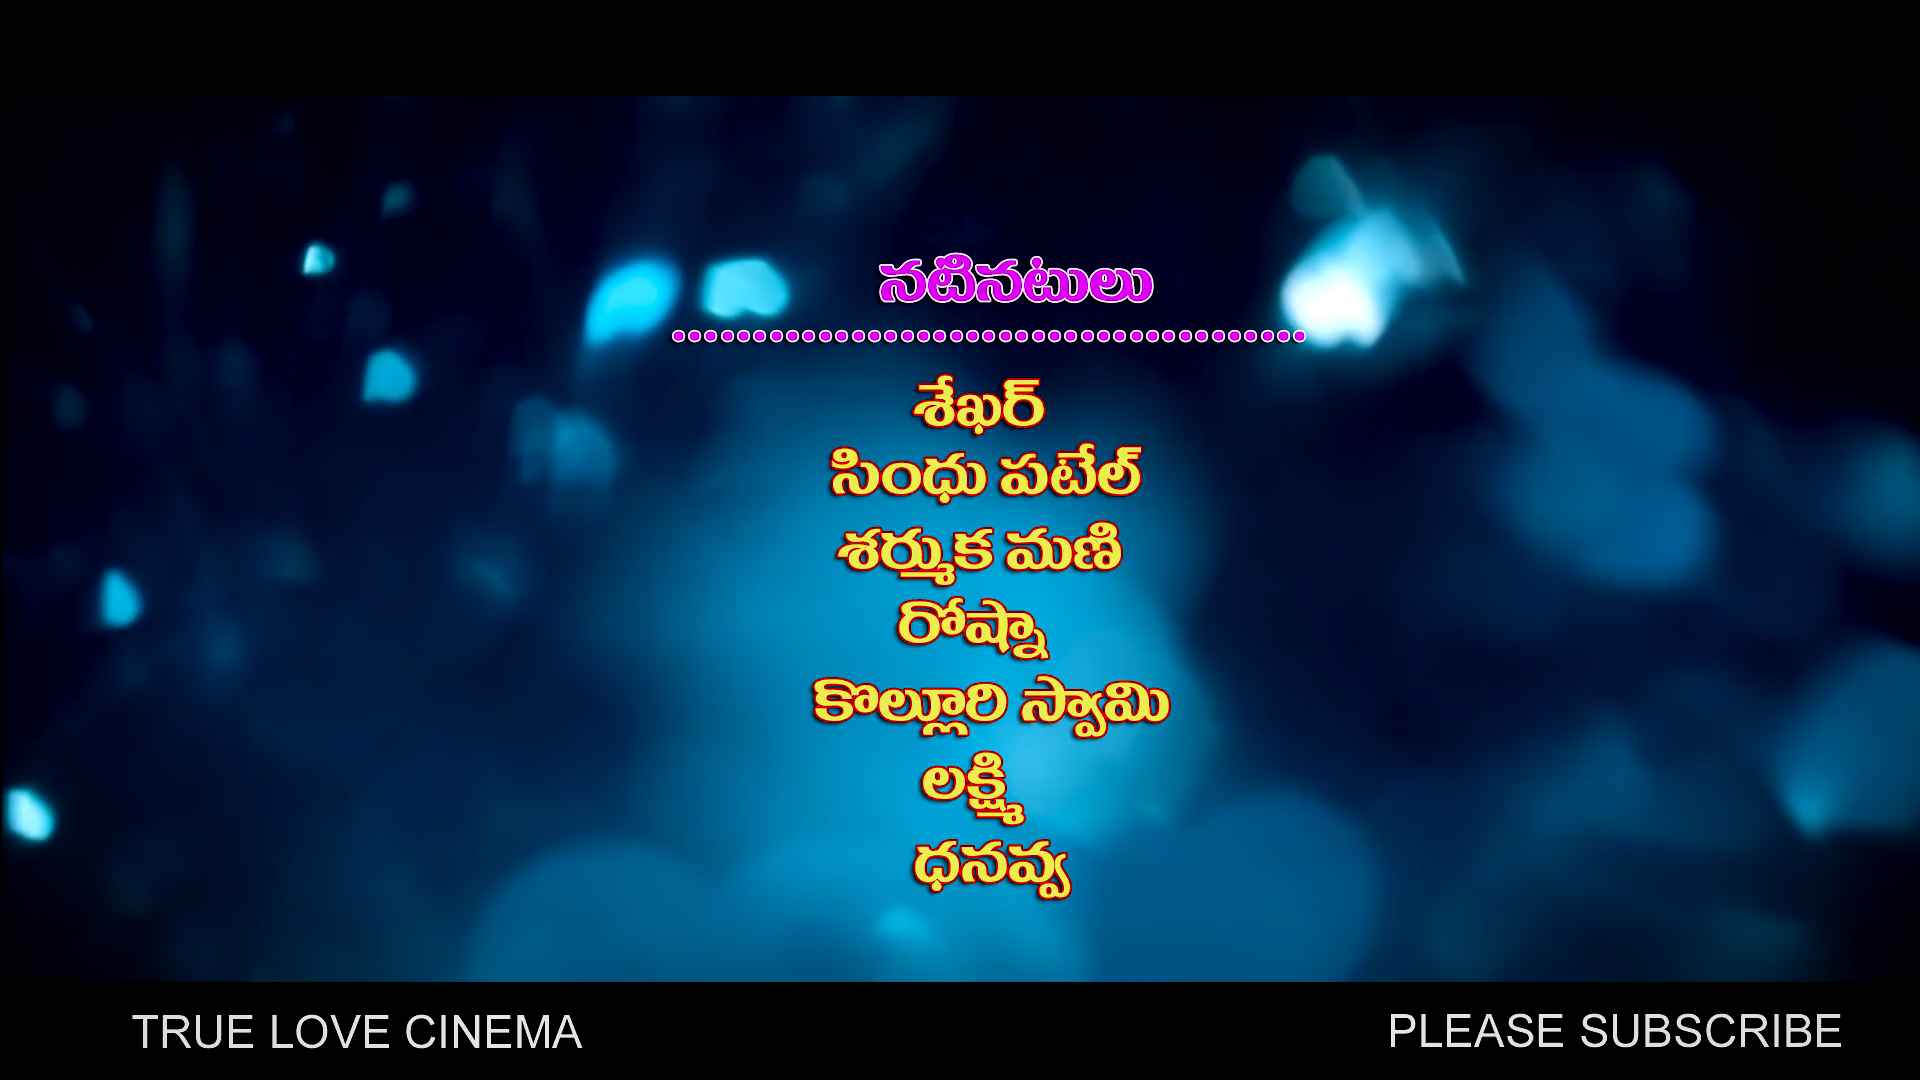 నటినటులు
శేఖర్
సింధు పటేల్
శర్ముక మణి
రోష్నా
కొల్లూరి స్వామి
లక్ష్మి
ధనవ్వ
TRUE LOVE CINEMA
PLEASE SUBSCRIBE